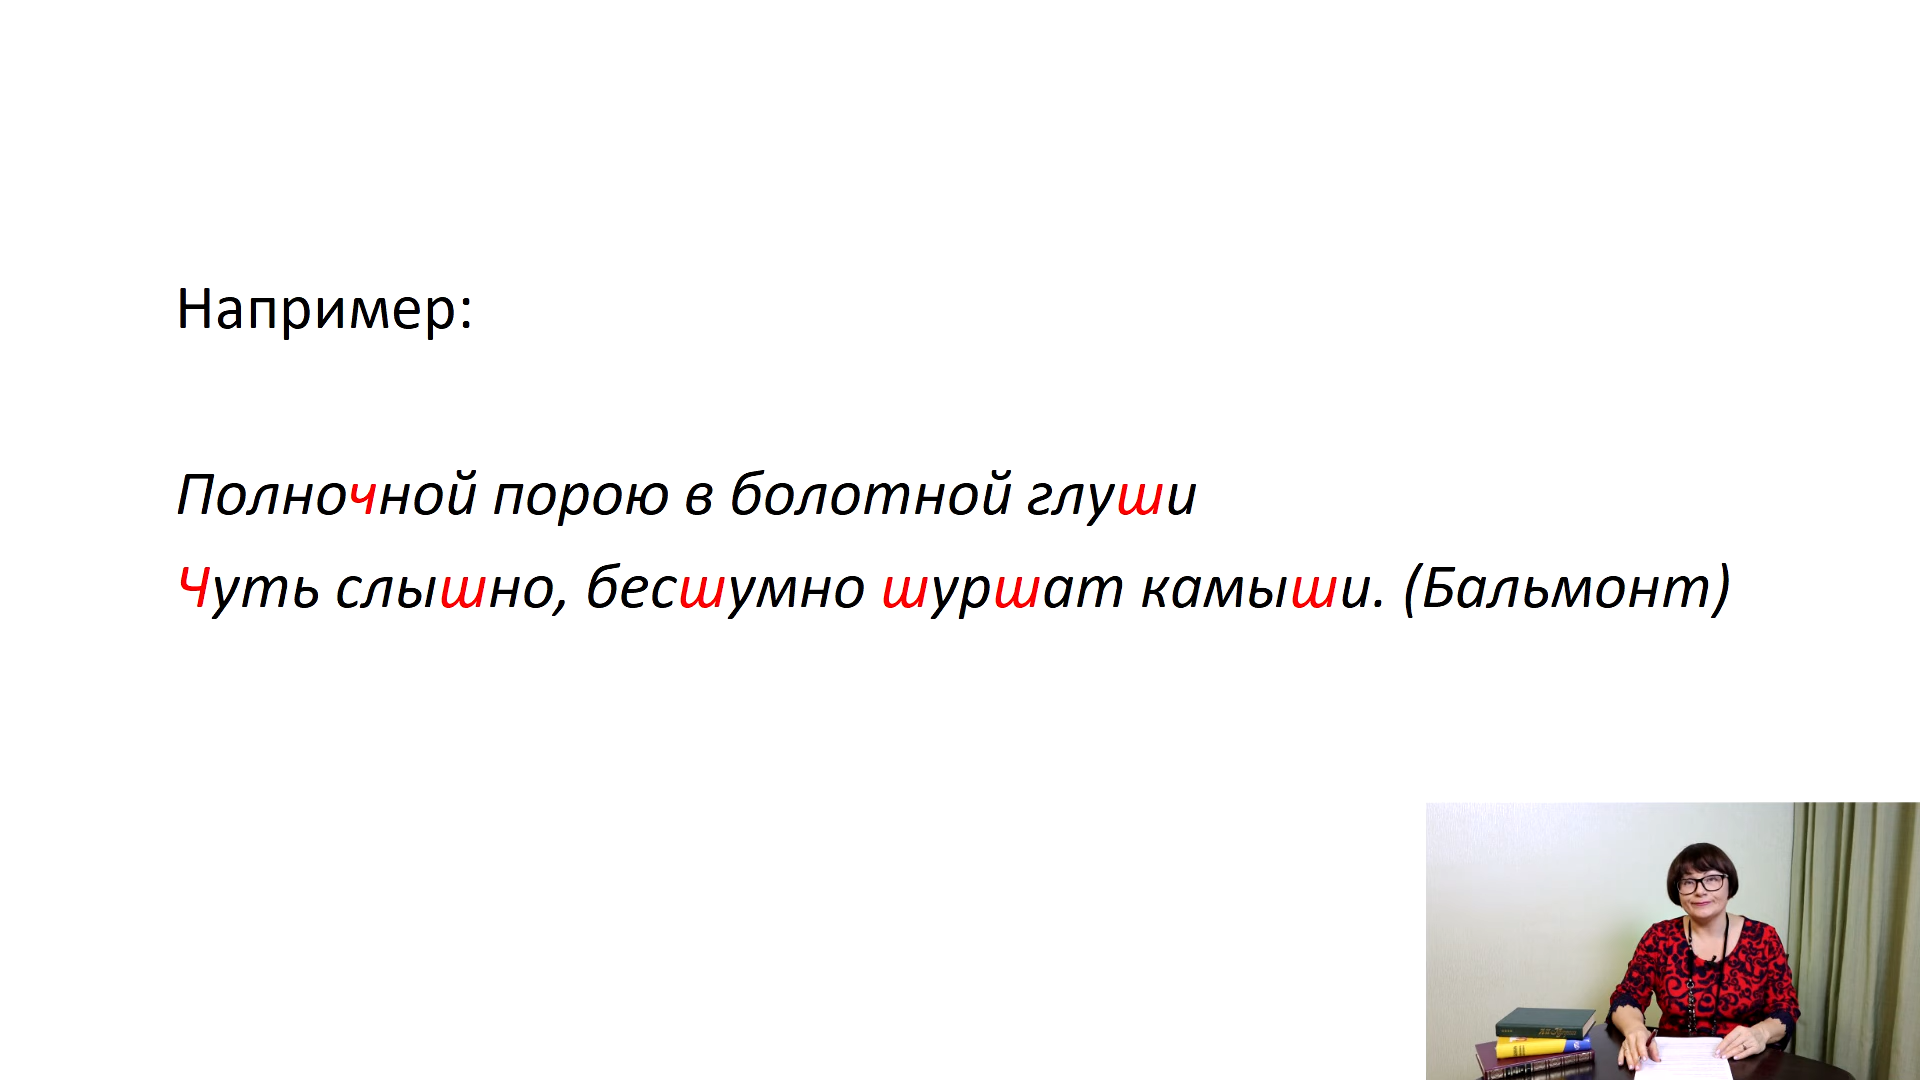 Например:
Полночной порою в болотной глуши
Чуть слышно, бесшумно шуршат камыши. (Бальмонт)